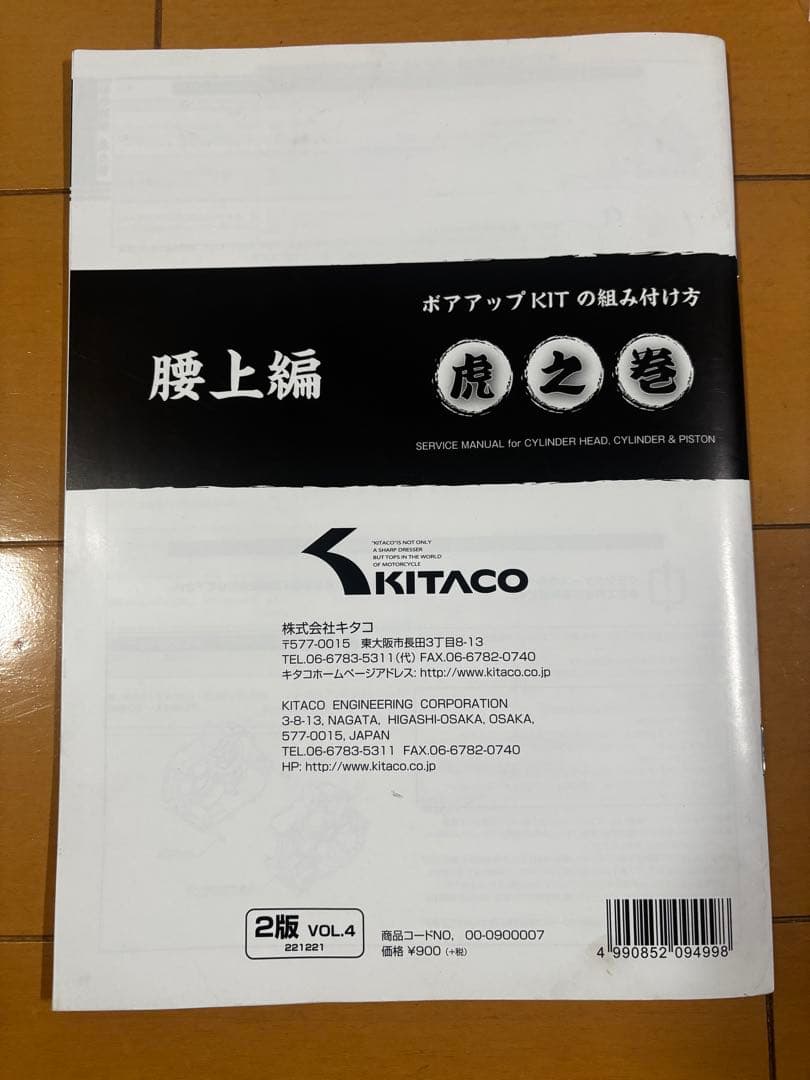 ボアアップKITの組み付け方
腰上編
虎之巻
SERVICE MANUAL for CYLINDER HEAD, CYLINDER & PISTON
"KITACO"IS NOT ONLY
A SHARP DRESSER
BUT TOPS IN THE WORLD
OF MOTORCYCLE
KITACO
株式会社キタコ
〒577-0015 東大阪市長田3丁目8-13
TEL.06-6783-5311(代) FAX.06-6782-0740
キタコホームページアドレス: http://www.kitaco.co.jp
KITACO ENGINEERING CORPORATION
3-8-13, NAGATA, HIGASHI-OSAKA, OSAKA,
577-0015, JAPAN
TEL.06-6783-5311 FAX.06-6782-0740
HP: http://www.kitaco.co.jp
2版 VOL.4
221221
商品コードNO, 00-0900007
価格 ¥900 (+税)
4 990852 094998